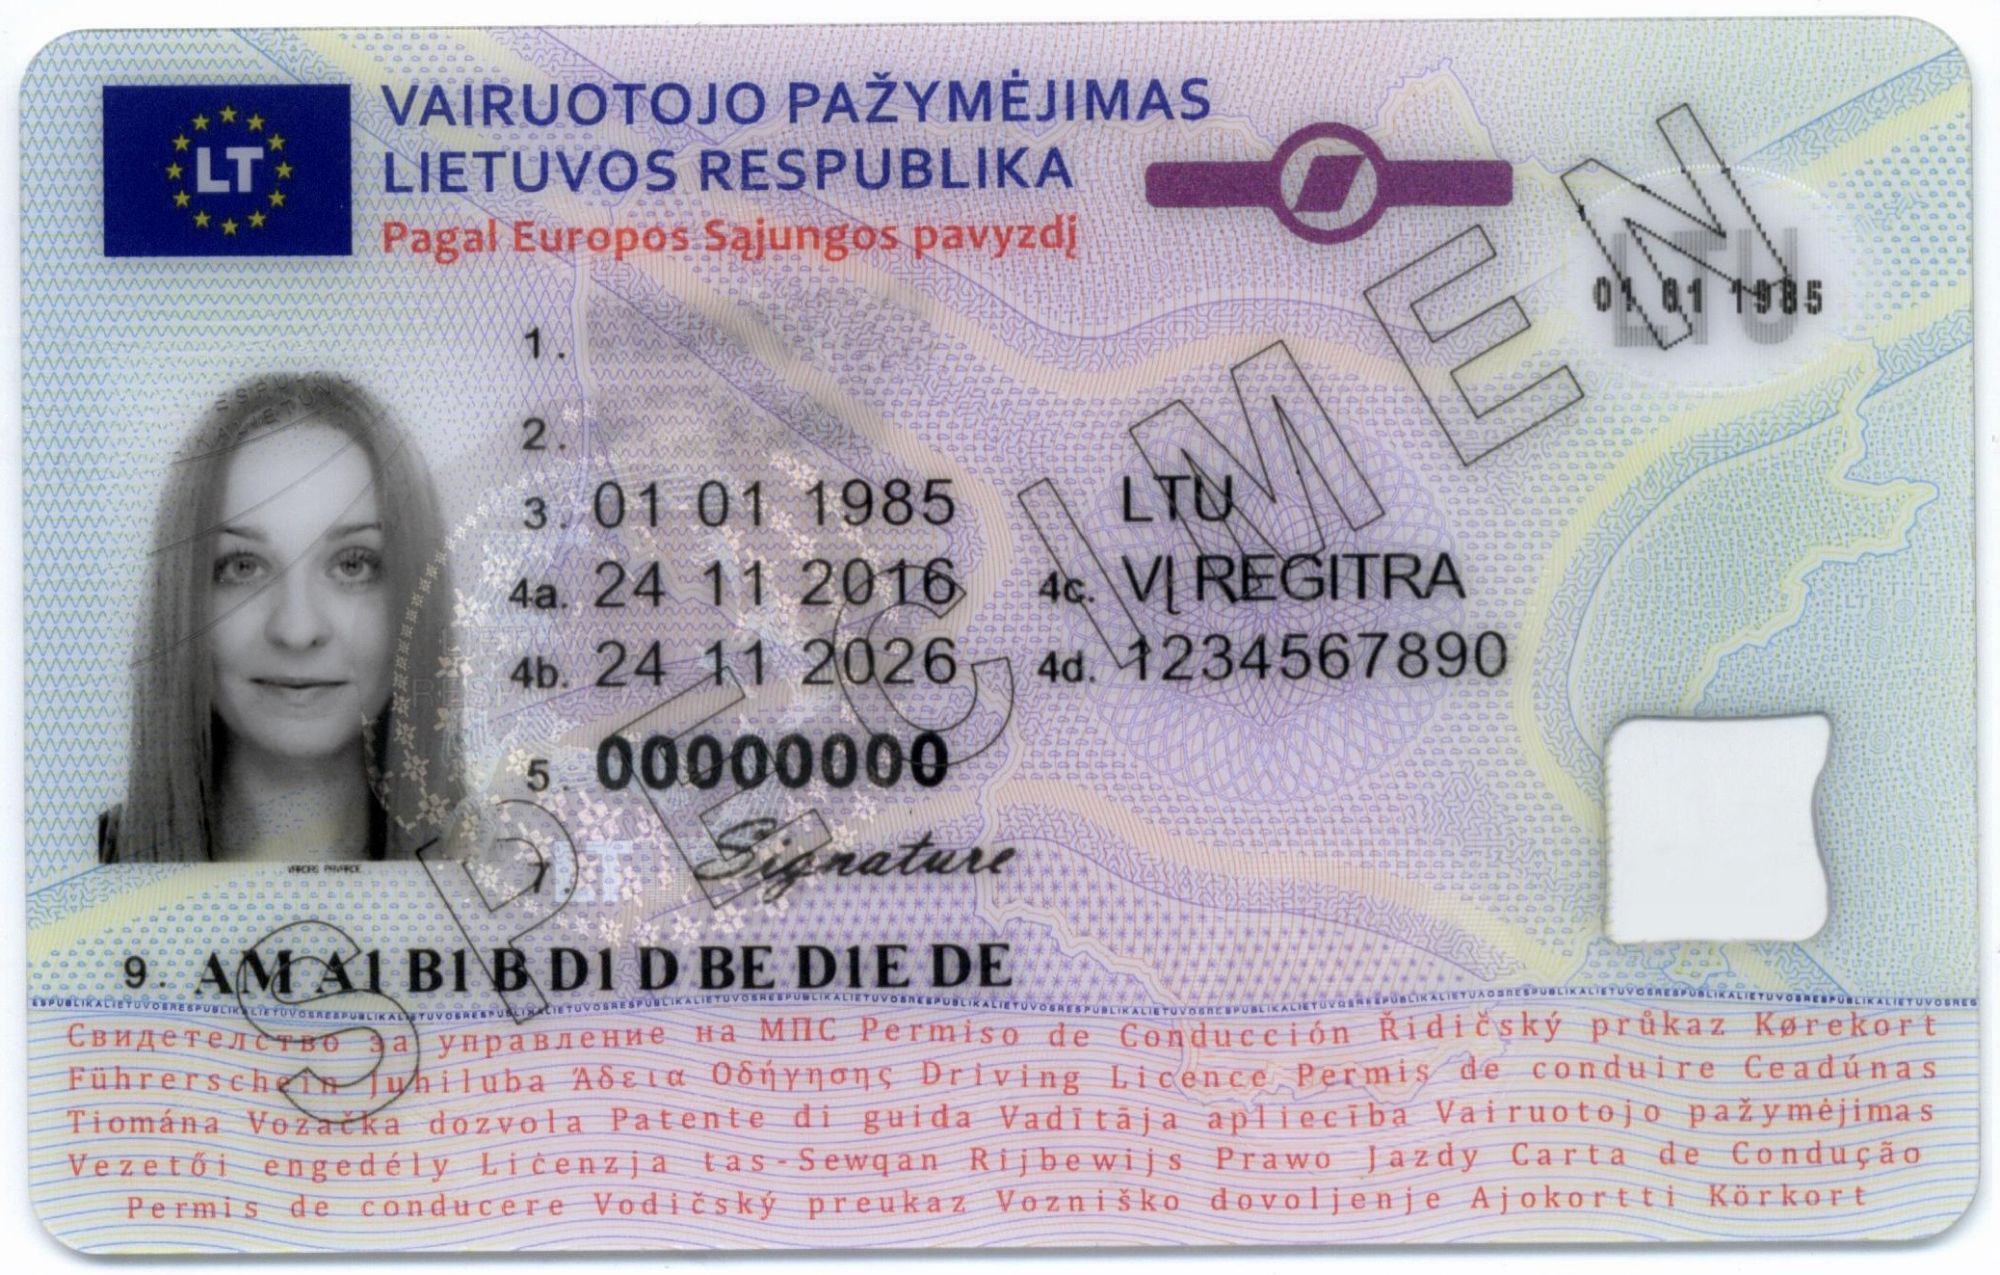 LT
VAIRUOTOJO PAŽYMĖJIMAS
LIETUVOS RESPUBLIKA
Pagal Europos Sąjungos pavyzdį
LTU
01 01 1985
1.
2.
3. 01 01 1985 LTU
4a. 24 11 2016 4c. VĮ REGITRA
4b. 24 11 2026 4d. 1234567890
5. 00000000
7. Signature
LT
SPECIMEN
9. AM A1 B1 B D1 D BE D1E DE
ESPUBLIKALIETUVOSRESPUBLIKALIETUVOSRESPUBLIKALIETUVOSRESPUBLIKALIETUVOSRESPUBLIKALIETUVOSRESPUBLIKALIETUVOSRES
Свидетелство за управление на МПС Permiso de Conducción Řidičský průkaz Kørekort
Führerschein Juhiluba Άδεια Οδήγησης Driving Licence Permis de conduire Ceadúnas
Tiomána Vozačka dozvola Patente di guida Vadītāja apliecība Vairuotojo pažymėjimas
Vezetői engedély Liċenzja tas-Sewqan Rijbewijs Prawo Jazdy Carta de Condução
Permis de conducere Vodičský preukaz Vozniško dovoljenje Ajokortti Körkort